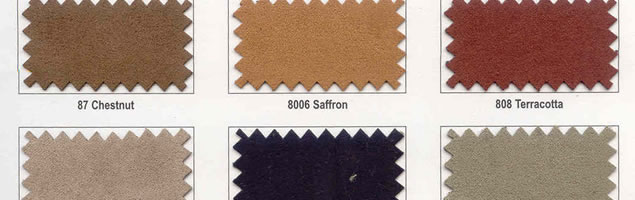 87 Chestnut
8006 Saffron
808 Terracotta